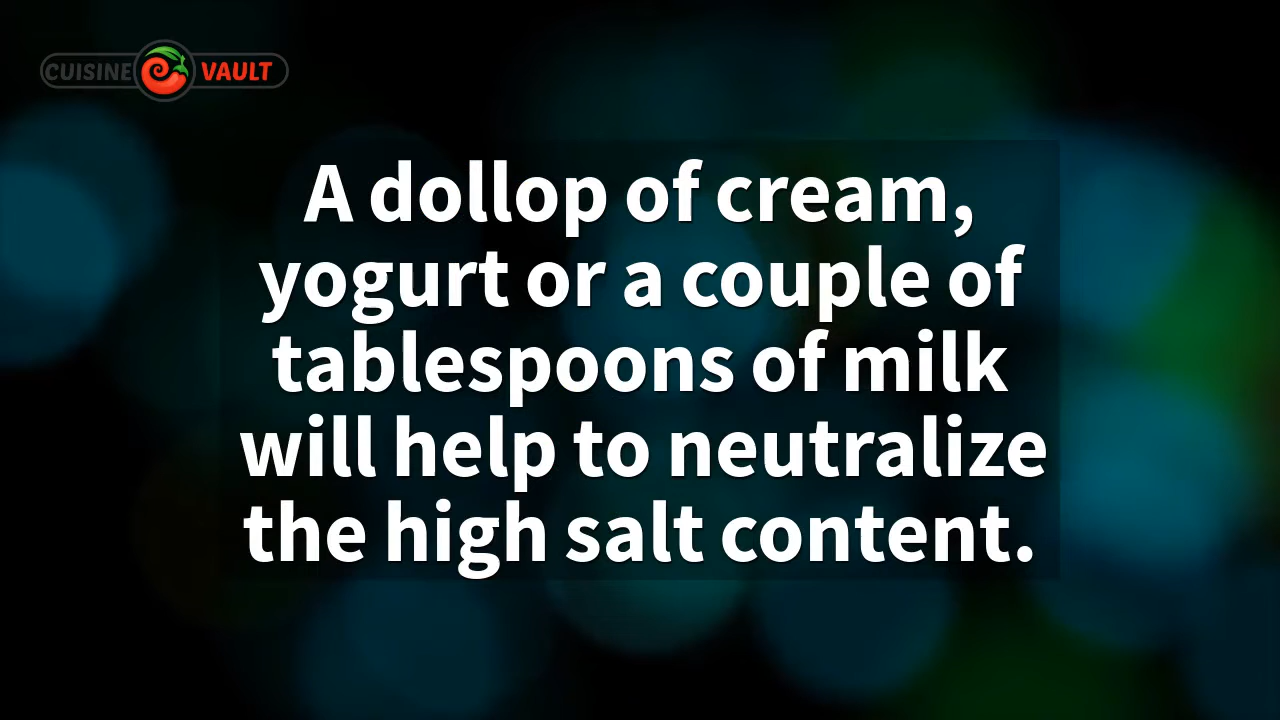 CUISINE VAULT
A dollop of cream,
yogurt or a couple of
tablespoons of milk
will help to neutralize
the high salt content.